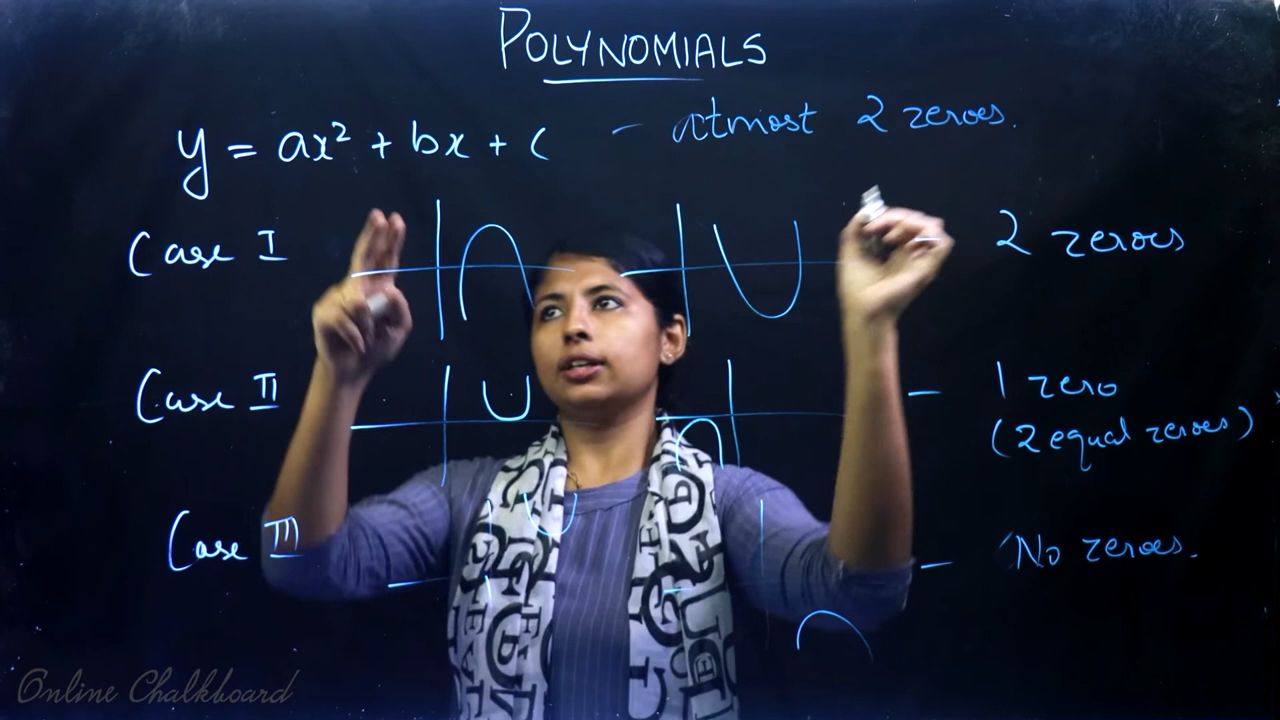 POLYNOMIALS
y = ax² + bx + c - atmost 2 zeroes.
Case I - 2 zeroes
Case II - 1 zero
(2 equal zeroes)
Case III - No zeroes.
Online Chalkboard